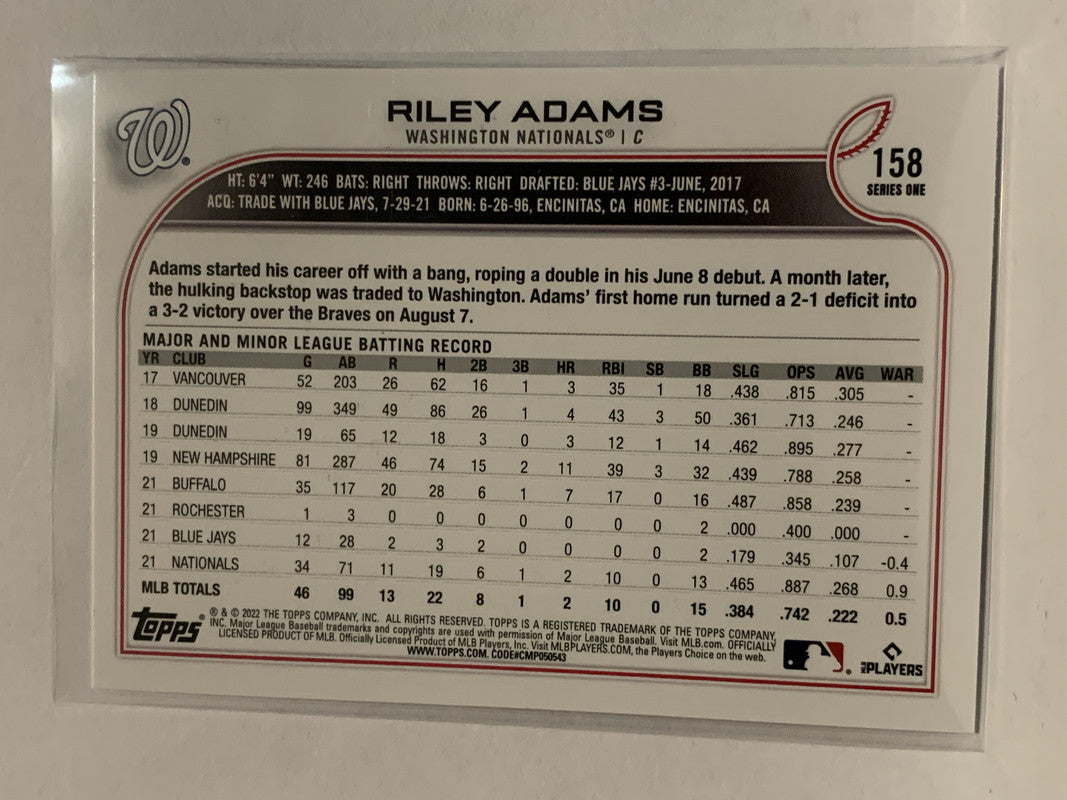 W
RILEY ADAMS
WASHINGTON NATIONALS® | C
158
SERIES ONE
HT: 6'4" WT: 246 BATS: RIGHT THROWS: RIGHT DRAFTED: BLUE JAYS #3-JUNE, 2017
ACQ: TRADE WITH BLUE JAYS, 7-29-21 BORN: 6-26-96, ENCINITAS, CA HOME: ENCINITAS, CA
Adams started his career off with a bang, roping a double in his June 8 debut. A month later,
the hulking backstop was traded to Washington. Adams' first home run turned a 2-1 deficit into
a 3-2 victory over the Braves on August 7.
MAJOR AND MINOR LEAGUE BATTING RECORD
YR CLUB G AB R H 2B 3B HR RBI SB BB SLG OPS AVG WAR
17 VANCOUVER 52 203 26 62 16 1 3 35 1 18 .438 .815 .305 -
18 DUNEDIN 99 349 49 86 26 1 4 43 3 50 .361 .713 .246 -
19 DUNEDIN 19 65 12 18 3 0 3 12 1 14 .462 .895 .277 -
19 NEW HAMPSHIRE 81 287 46 74 15 2 11 39 3 32 .439 .788 .258 -
21 BUFFALO 35 117 20 28 6 1 7 17 0 16 .487 .858 .239 -
21 ROCHESTER 1 3 0 0 0 0 0 0 0 2 .000 .400 .000 -
21 BLUE JAYS 12 28 2 3 2 0 0 0 0 2 .179 .345 .107 -0.4
21 NATIONALS 34 71 11 19 6 1 2 10 0 13 .465 .887 .268 0.9
MLB TOTALS 46 99 13 22 8 1 2 10 0 15 .384 .742 .222 0.5
topps ® & © 2022 THE TOPPS COMPANY, INC. ALL RIGHTS RESERVED. TOPPS IS A REGISTERED TRADEMARK OF THE TOPPS COMPANY,
INC. Major League Baseball trademarks and copyrights are used with permission of Major League Baseball. Visit MLB.com. OFFICIALLY
LICENSED PRODUCT OF MLB. Officially Licensed Product of MLB Players, Inc. Visit MLBPLAYERS.COM, the Players Choice on the web.
WWW.TOPPS.COM. CODE#CMP050543
MLB PLAYERS